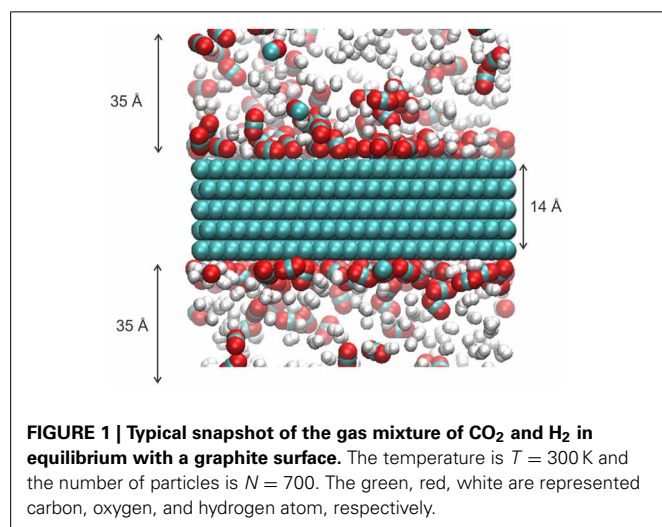 35 Å
14 Å
35 Å
FIGURE 1 | Typical snapshot of the gas mixture of CO₂ and H₂ in
equilibrium with a graphite surface. The temperature is T = 300 K and
the number of particles is N = 700. The green, red, white are represented
carbon, oxygen, and hydrogen atom, respectively.